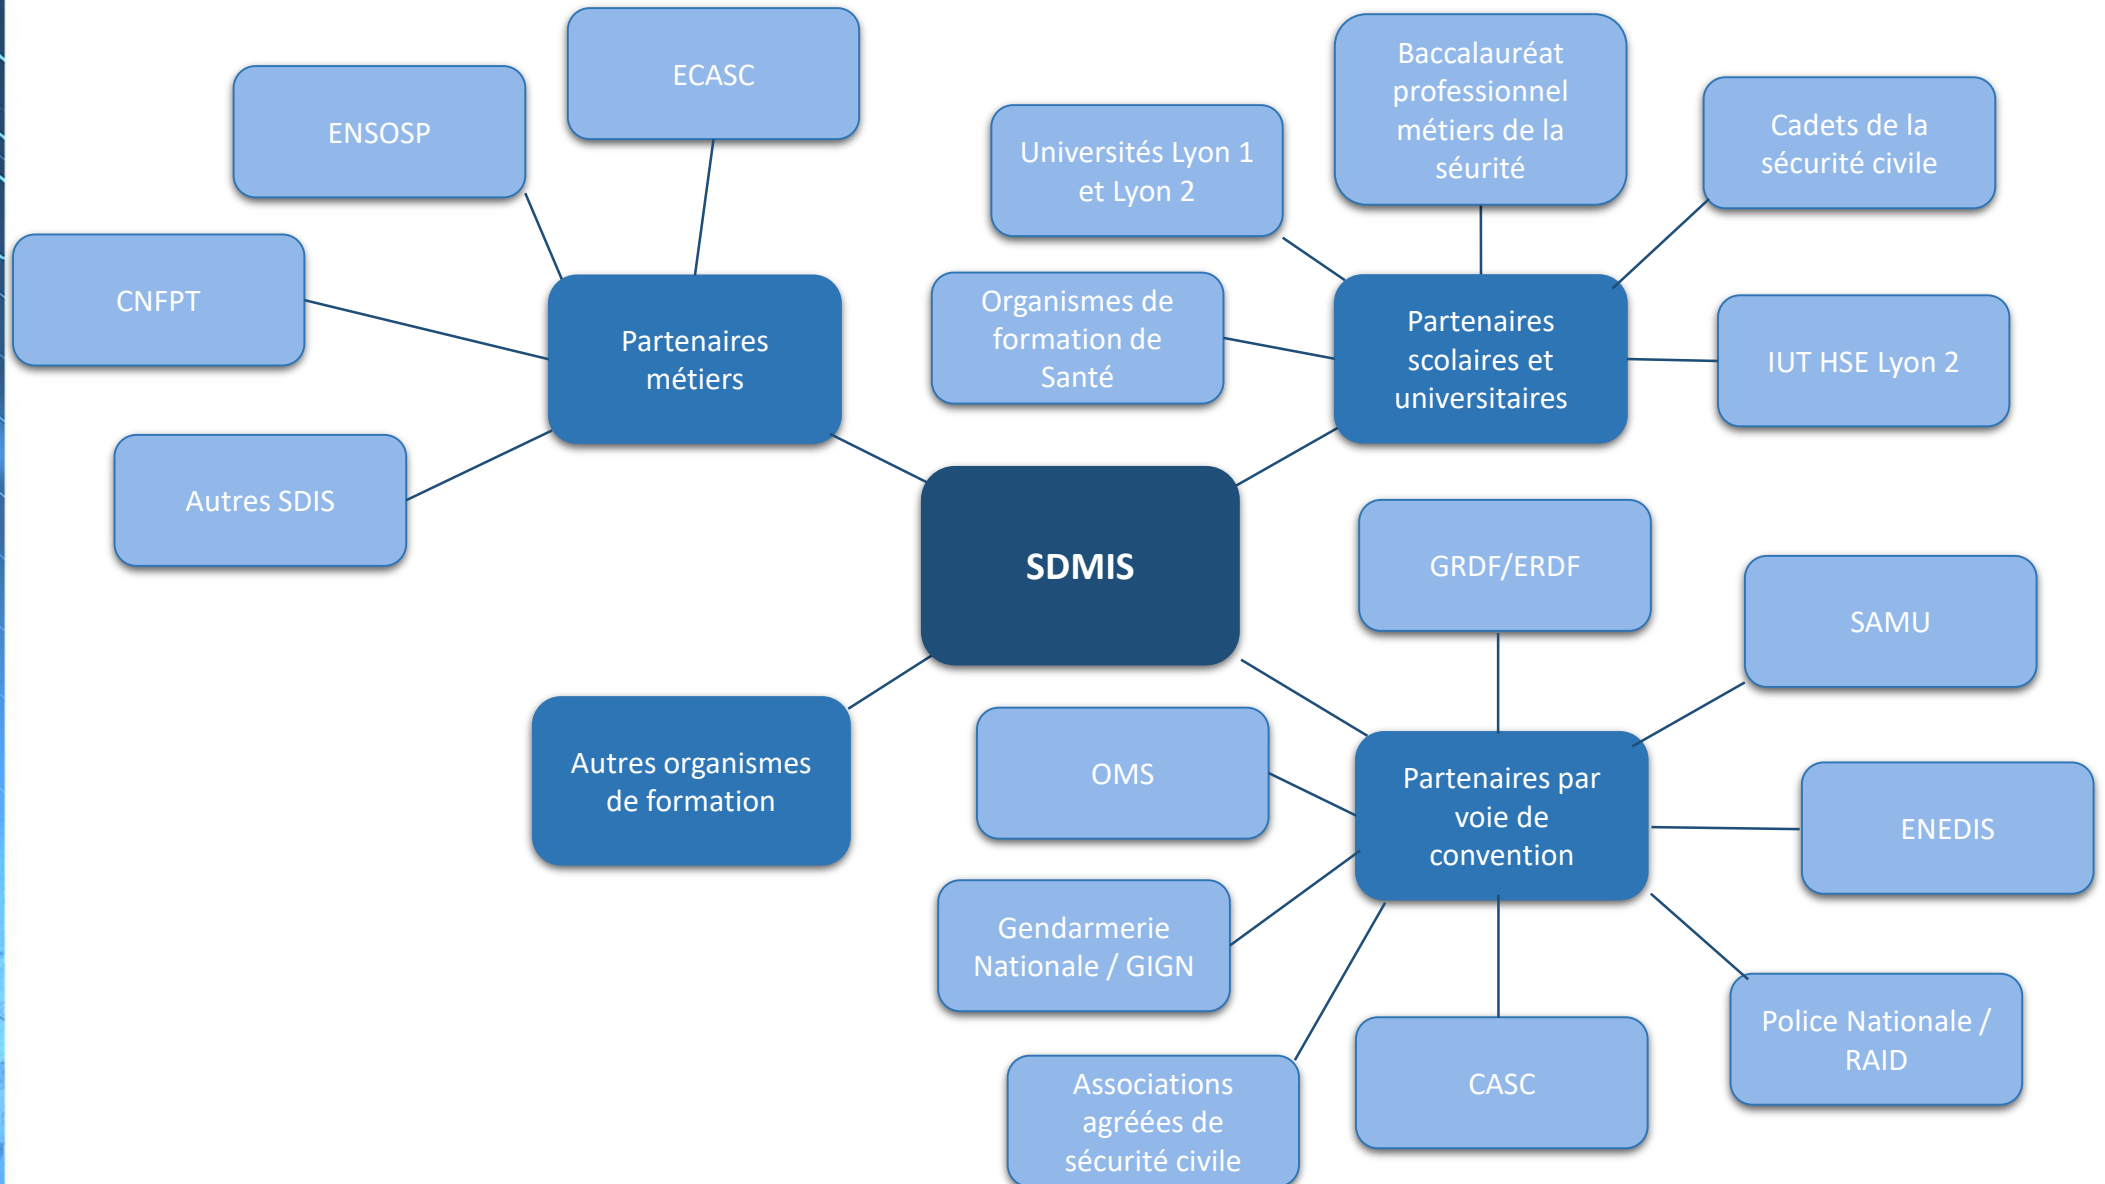 ECASC
ENSOSP
CNFPT
Autres SDIS
Partenaires
métiers
Baccalauréat
professionnel
métiers de la
séurité
Universités Lyon 1
et Lyon 2
Cadets de la
sécurité civile
Organismes de
formation de
Santé
Partenaires
scolaires et
universitaires
IUT HSE Lyon 2
SDMIS
Autres organismes
de formation
GRDF/ERDF
SAMU
OMS
Partenaires par
voie de
convention
ENEDIS
Gendarmerie
Nationale / GIGN
Police Nationale /
RAID
Associations
agréées de
sécurité civile
CASC